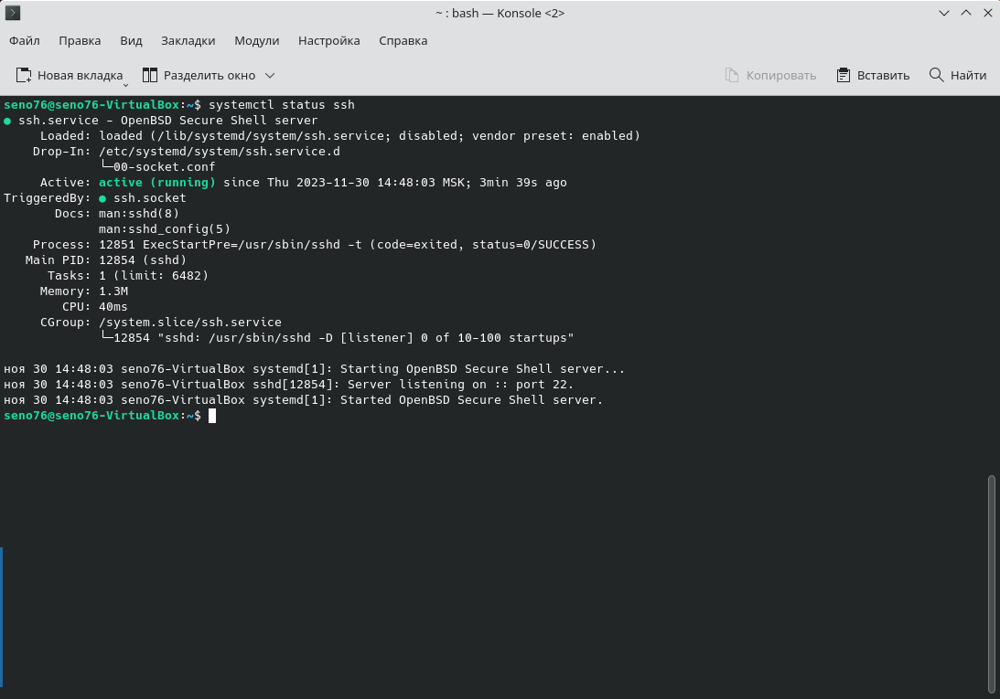 ~ : bash — Konsole <2>
Файл Правка Вид Закладки Модули Настройка Справка
Новая вкладка Разделить окно Копировать Вставить Найти
seno76@seno76-VirtualBox:~$ systemctl status ssh
● ssh.service - OpenBSD Secure Shell server
     Loaded: loaded (/lib/systemd/system/ssh.service; disabled; vendor preset: enabled)
    Drop-In: /etc/systemd/system/ssh.service.d
             └─00-socket.conf
     Active: active (running) since Thu 2023-11-30 14:48:03 MSK; 3min 39s ago
TriggeredBy: ● ssh.socket
       Docs: man:sshd(8)
             man:sshd_config(5)
    Process: 12851 ExecStartPre=/usr/sbin/sshd -t (code=exited, status=0/SUCCESS)
   Main PID: 12854 (sshd)
      Tasks: 1 (limit: 6482)
     Memory: 1.3M
        CPU: 40ms
     CGroup: /system.slice/ssh.service
             └─12854 "sshd: /usr/sbin/sshd -D [listener] 0 of 10-100 startups"
ноя 30 14:48:03 seno76-VirtualBox systemd[1]: Starting OpenBSD Secure Shell server...
ноя 30 14:48:03 seno76-VirtualBox sshd[12854]: Server listening on :: port 22.
ноя 30 14:48:03 seno76-VirtualBox systemd[1]: Started OpenBSD Secure Shell server.
seno76@seno76-VirtualBox:~$